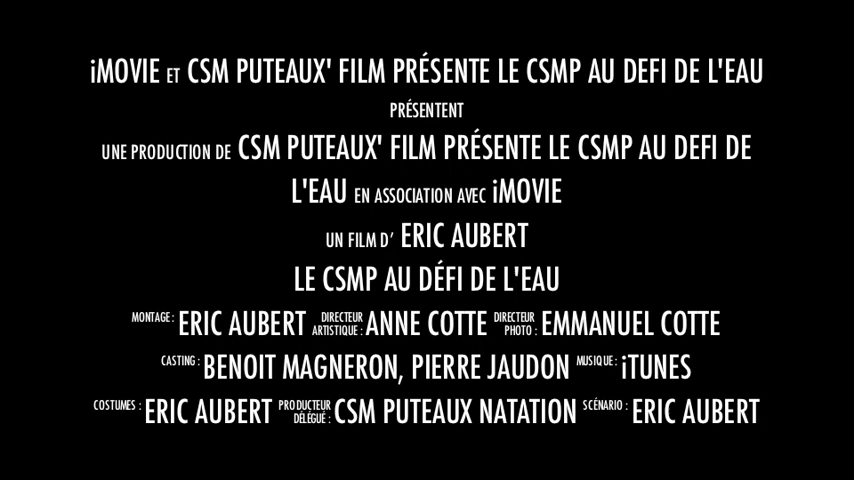 iMOVIE ET CSM PUTEAUX' FILM PRÉSENTE LE CSMP AU DEFI DE L'EAU
PRÉSENTENT
UNE PRODUCTION DE CSM PUTEAUX' FILM PRÉSENTE LE CSMP AU DEFI DE
L'EAU EN ASSOCIATION AVEC iMOVIE
UN FILM D’ ERIC AUBERT
LE CSMP AU DÉFI DE L'EAU
MONTAGE : ERIC AUBERT DIRECTEUR ARTISTIQUE : ANNE COTTE DIRECTEUR PHOTO : EMMANUEL COTTE
CASTING : BENOIT MAGNERON, PIERRE JAUDON MUSIQUE : iTUNES
COSTUMES : ERIC AUBERT PRODUCTEUR DÉLÉGUÉ : CSM PUTEAUX NATATION SCÉNARIO : ERIC AUBERT